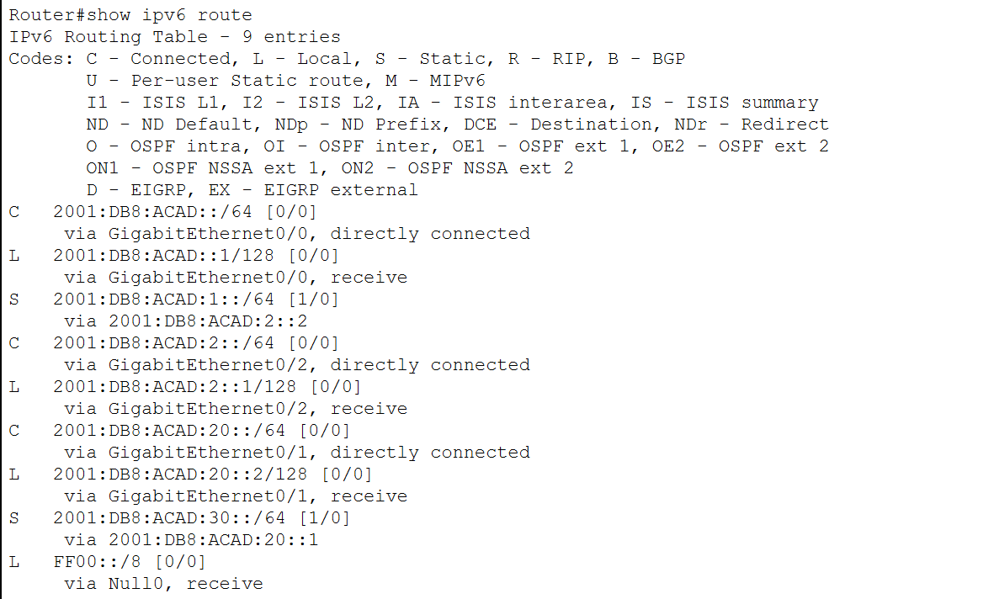 Router#show ipv6 route
IPv6 Routing Table - 9 entries
Codes: C - Connected, L - Local, S - Static, R - RIP, B - BGP
       U - Per-user Static route, M - MIPv6
       I1 - ISIS L1, I2 - ISIS L2, IA - ISIS interarea, IS - ISIS summary
       ND - ND Default, NDp - ND Prefix, DCE - Destination, NDr - Redirect
       O - OSPF intra, OI - OSPF inter, OE1 - OSPF ext 1, OE2 - OSPF ext 2
       ON1 - OSPF NSSA ext 1, ON2 - OSPF NSSA ext 2
       D - EIGRP, EX - EIGRP external
C   2001:DB8:ACAD::/64 [0/0]
     via GigabitEthernet0/0, directly connected
L   2001:DB8:ACAD::1/128 [0/0]
     via GigabitEthernet0/0, receive
S   2001:DB8:ACAD:1::/64 [1/0]
     via 2001:DB8:ACAD:2::2
C   2001:DB8:ACAD:2::/64 [0/0]
     via GigabitEthernet0/2, directly connected
L   2001:DB8:ACAD:2::1/128 [0/0]
     via GigabitEthernet0/2, receive
C   2001:DB8:ACAD:20::/64 [0/0]
     via GigabitEthernet0/1, directly connected
L   2001:DB8:ACAD:20::2/128 [0/0]
     via GigabitEthernet0/1, receive
S   2001:DB8:ACAD:30::/64 [1/0]
     via 2001:DB8:ACAD:20::1
L   FF00::/8 [0/0]
     via Null0, receive